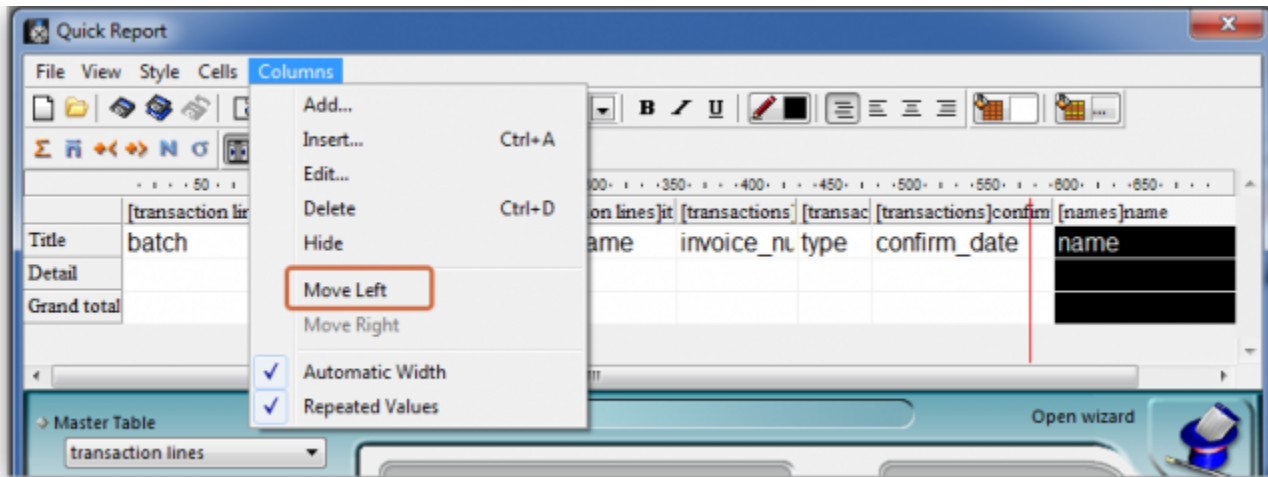 Quick Report
File View Style Cells Columns
B I U
Σ N σ
Add...
Insert... Ctrl+A
Edit...
Delete Ctrl+D
Hide
Move Left
Move Right
Automatic Width
Repeated Values
50 350 400 450 500 550 600 650
[transaction lin on lines]it [transactions] [transac [transactions]confirm [names]name
Title batch ame invoice_nu type confirm_date name
Detail
Grand total
Master Table Open wizard
transaction lines